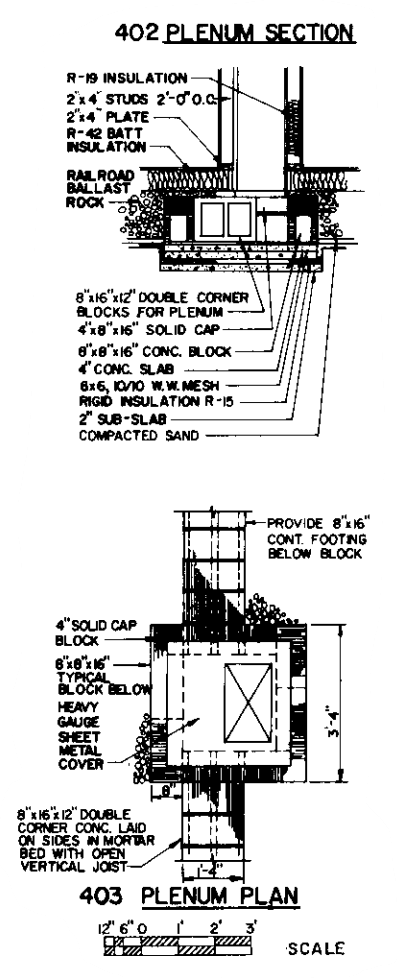 402 PLENUM SECTION
R-19 INSULATION
2"x4" STUDS 2'-0" O.C.
2"x4" PLATE
R-42 BATT
INSULATION
RAILROAD
BALLAST
ROCK
8"x16"x12" DOUBLE CORNER
BLOCKS FOR PLENUM
4"x8"x16" SOLID CAP
8"x8"x16" CONC. BLOCK
4" CONC. SLAB
6x6, 10/10 W.W. MESH
RIGID INSULATION R-15
2" SUB-SLAB
COMPACTED SAND
PROVIDE 8"x16"
CONT. FOOTING
BELOW BLOCK
4" SOLID CAP
BLOCK
8"x8"x16"
TYPICAL
BLOCK BELOW
HEAVY
GAUGE
SHEET
METAL
COVER
3'-4"
8"
8"x16"x12" DOUBLE
CORNER CONC. LAID
ON SIDES IN MORTAR
BED WITH OPEN
VERTICAL JOIST
1'-4"
403 PLENUM PLAN
12" 6" 0 1' 2' 3'
SCALE